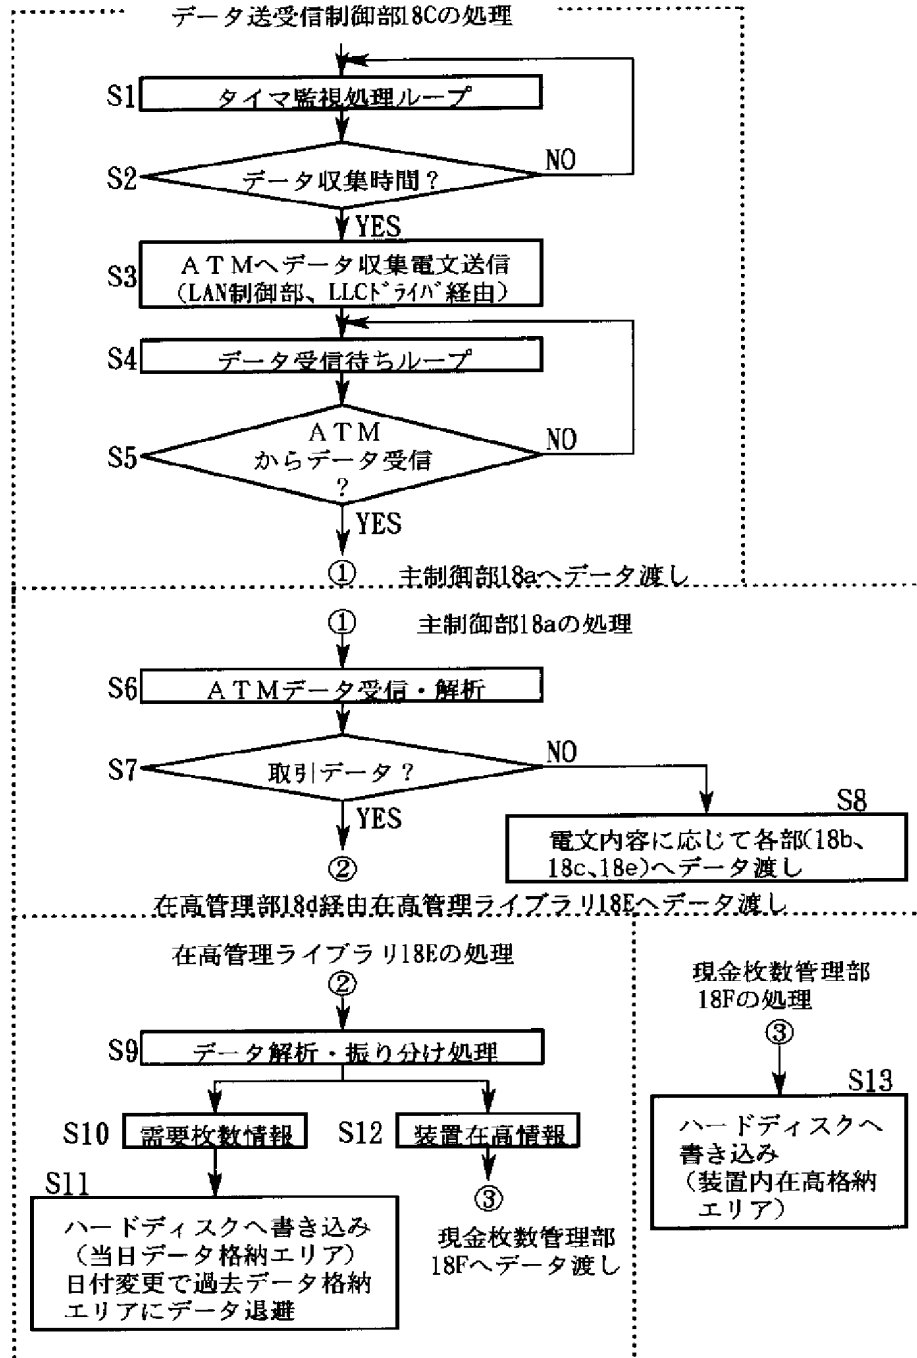 データ送受信制御部18Cの処理
S1
タイマ監視処理ループ
S2
データ収集時間？
NO
YES
S3
ＡＴＭへデータ収集電文送信
(LAN制御部、LLCﾄﾞﾗｲﾊﾞ経由)
S4
データ受信待ちループ
S5
ＡＴＭ
からデータ受信
？
NO
YES
①　主制御部18aへデータ渡し
①　主制御部18aの処理
S6
ＡＴＭデータ受信・解析
S7
取引データ？
NO
YES
S8
電文内容に応じて各部(18b、
18c、18e)へデータ渡し
②
在高管理部18d経由在高管理ライブラリ18Eへデータ渡し
在高管理ライブラリ18Eの処理
②
S9
データ解析・振り分け処理
S10
需要枚数情報
S12
装置在高情報
S11
ハードディスクへ書き込み
（当日データ格納エリア）
日付変更で過去データ格納
エリアにデータ退避
③
現金枚数管理部
18Fへデータ渡し
現金枚数管理部
18Fの処理
③
S13
ハードディスクへ
書き込み
（装置内在高格納
エリア）